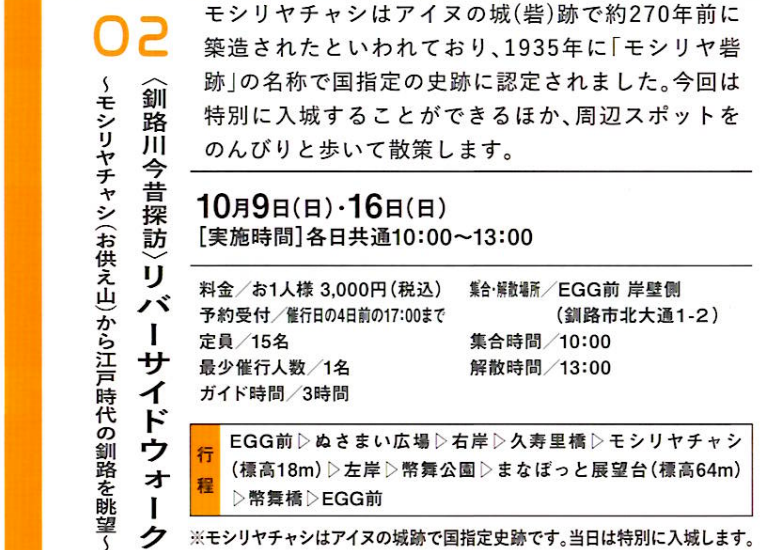 02
〈釧路川今昔探訪〉リバーサイドウォーク
～モシリヤチャシ(お供え山)から江戸時代の釧路を眺望～
モシリヤチャシはアイヌの城(砦)跡で約270年前に
築造されたといわれており、1935年に「モシリヤ砦
跡」の名称で国指定の史跡に認定されました。今回は
特別に入城することができるほか、周辺スポットを
のんびりと歩いて散策します。
10月9日(日)・16日(日)
[実施時間]各日共通10:00～13:00
料金／お1人様 3,000円(税込)
予約受付／催行日の4日前の17:00まで
定員／15名
最少催行人数／1名
ガイド時間／3時間
集合・解散場所／EGG前 岸壁側
(釧路市北大通1-2)
集合時間／10:00
解散時間／13:00
行程
EGG前▷ぬさまい広場▷右岸▷久寿里橋▷モシリヤチャシ
(標高18m)▷左岸▷幣舞公園▷まなぼっと展望台(標高64m)
▷幣舞橋▷EGG前
※モシリヤチャシはアイヌの城跡で国指定史跡です。当日は特別に入城します。